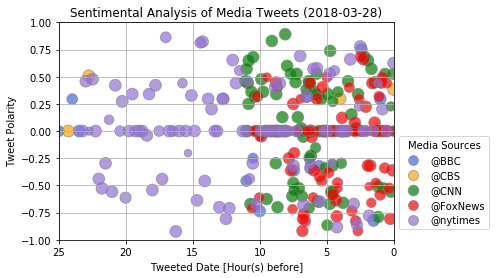 Sentimental Analysis of Media Tweets (2018-03-28)
1.00
0.75
0.50
0.25
0.00
−0.25
−0.50
−0.75
−1.00
Tweet Polarity
25
20
15
10
5
0
Tweeted Date [Hour(s) before]
Media Sources
@BBC
@CBS
@CNN
@FoxNews
@nytimes